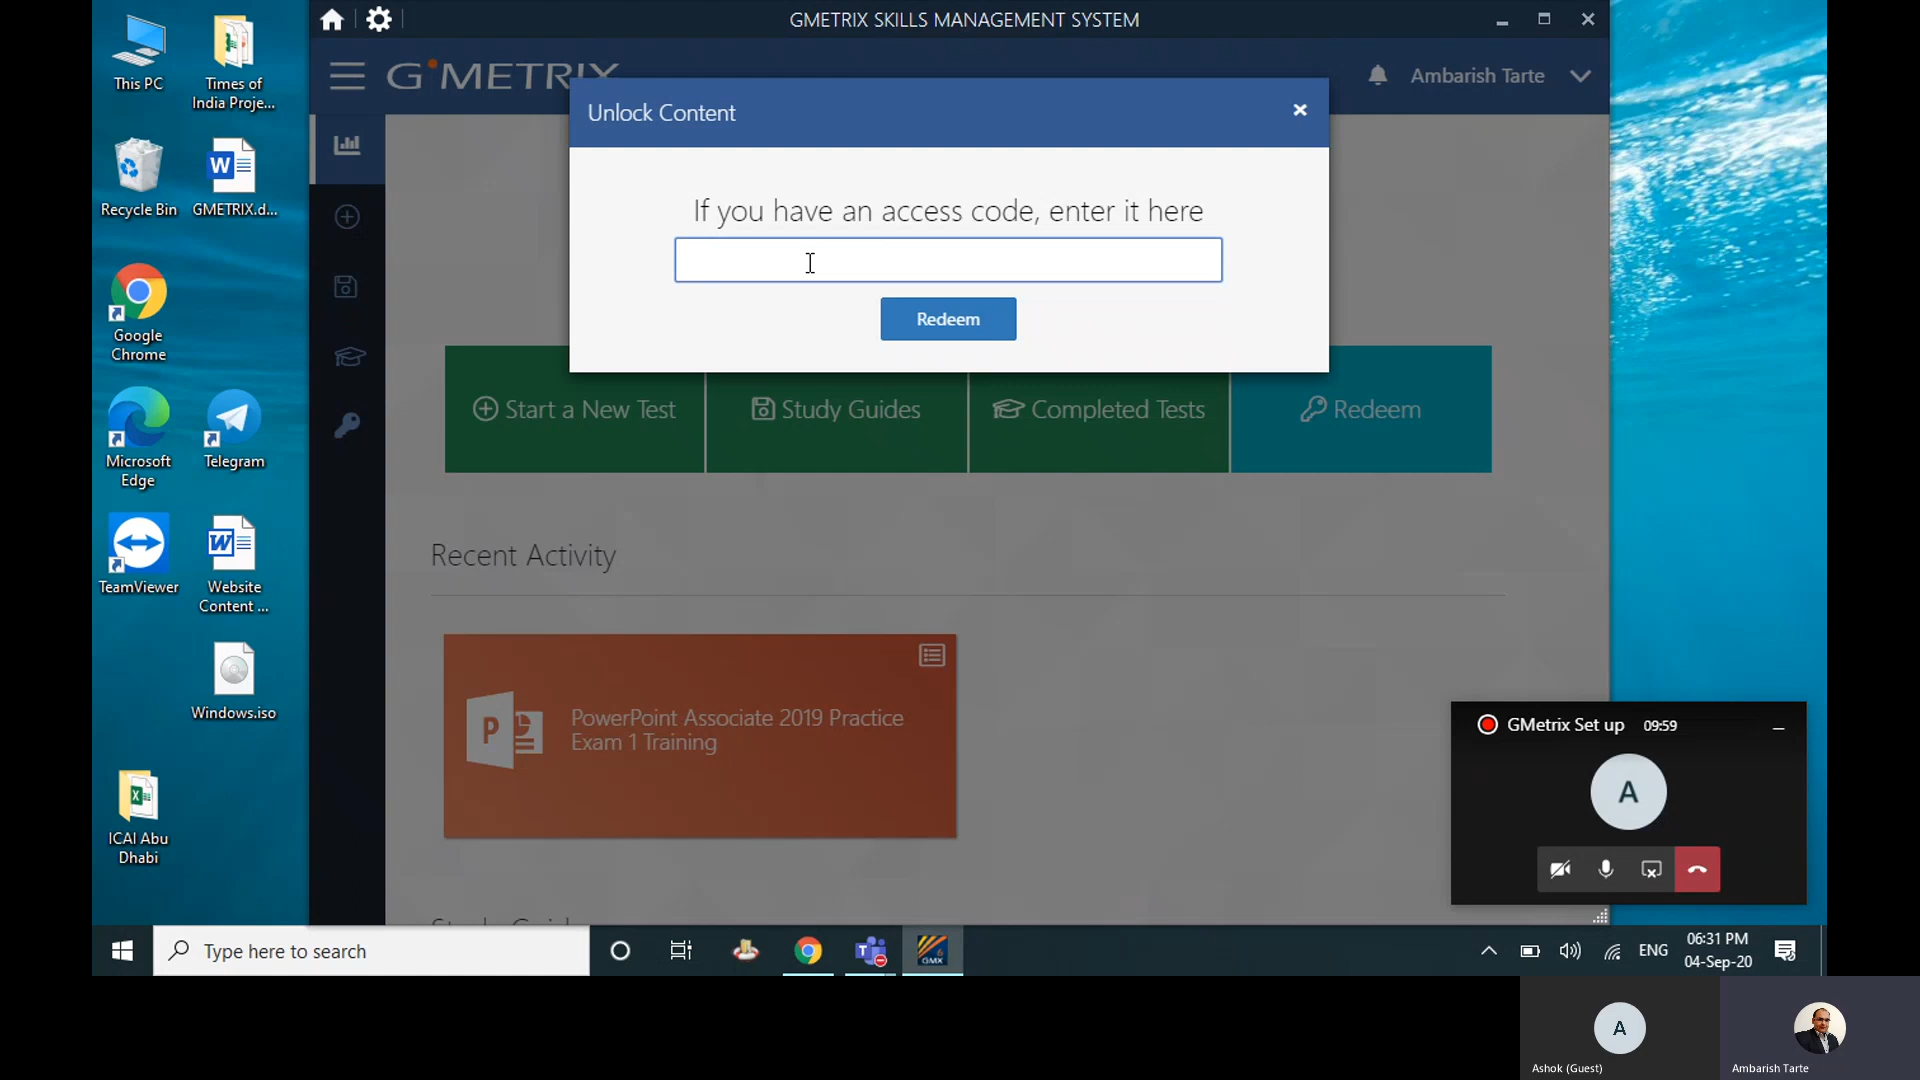 This PC
Times of
India Proje...
Recycle Bin
GMETRIX.d...
Google
Chrome
Microsoft
Edge
Telegram
TeamViewer
Website
Content ...
Windows.iso
ICAI Abu
Dhabi
GMETRIX SKILLS MANAGEMENT SYSTEM
GMETRIX
Ambarish Tarte
Unlock Content
If you have an access code, enter it here
Redeem
Start a New Test
Study Guides
Completed Tests
Redeem
Recent Activity
PowerPoint Associate 2019 Practice
Exam 1 Training
GMetrix Set up 09:59
A
Type here to search
GMX
ENG
06:31 PM
04-Sep-20
A
Ashok (Guest)
Ambarish Tarte